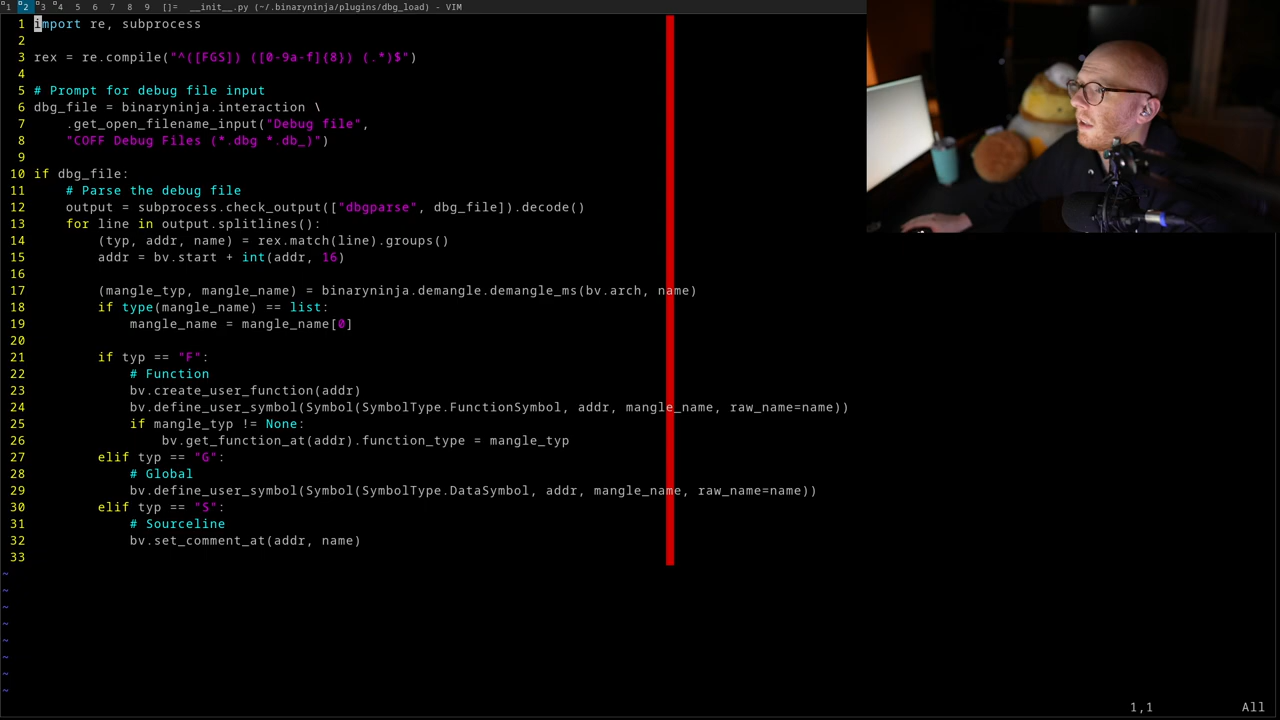 1 2 3 4 5 6 7 8 9 []= __init__.py (~/.binaryninja/plugins/dbg_load) - VIM
1 import re, subprocess
2
3 rex = re.compile("^([FGS]) ([0-9a-f]{8}) (.*)$")
4
5 # Prompt for debug file input
6 dbg_file = binaryninja.interaction \
7     .get_open_filename_input("Debug file",
8     "COFF Debug Files (*.dbg *.db_)")
9
10 if dbg_file:
11     # Parse the debug file
12     output = subprocess.check_output(["dbgparse", dbg_file]).decode()
13     for line in output.splitlines():
14         (typ, addr, name) = rex.match(line).groups()
15         addr = bv.start + int(addr, 16)
16
17         (mangle_typ, mangle_name) = binaryninja.demangle.demangle_ms(bv.arch, name)
18         if type(mangle_name) == list:
19             mangle_name = mangle_name[0]
20
21         if typ == "F":
22             # Function
23             bv.create_user_function(addr)
24             bv.define_user_symbol(Symbol(SymbolType.FunctionSymbol, addr, mangle_name, raw_name=name))
25             if mangle_typ != None:
26                 bv.get_function_at(addr).function_type = mangle_typ
27         elif typ == "G":
28             # Global
29             bv.define_user_symbol(Symbol(SymbolType.DataSymbol, addr, mangle_name, raw_name=name))
30         elif typ == "S":
31             # Sourceline
32             bv.set_comment_at(addr, name)
33
~
~
~
~
~
~
~
~
1,1 All